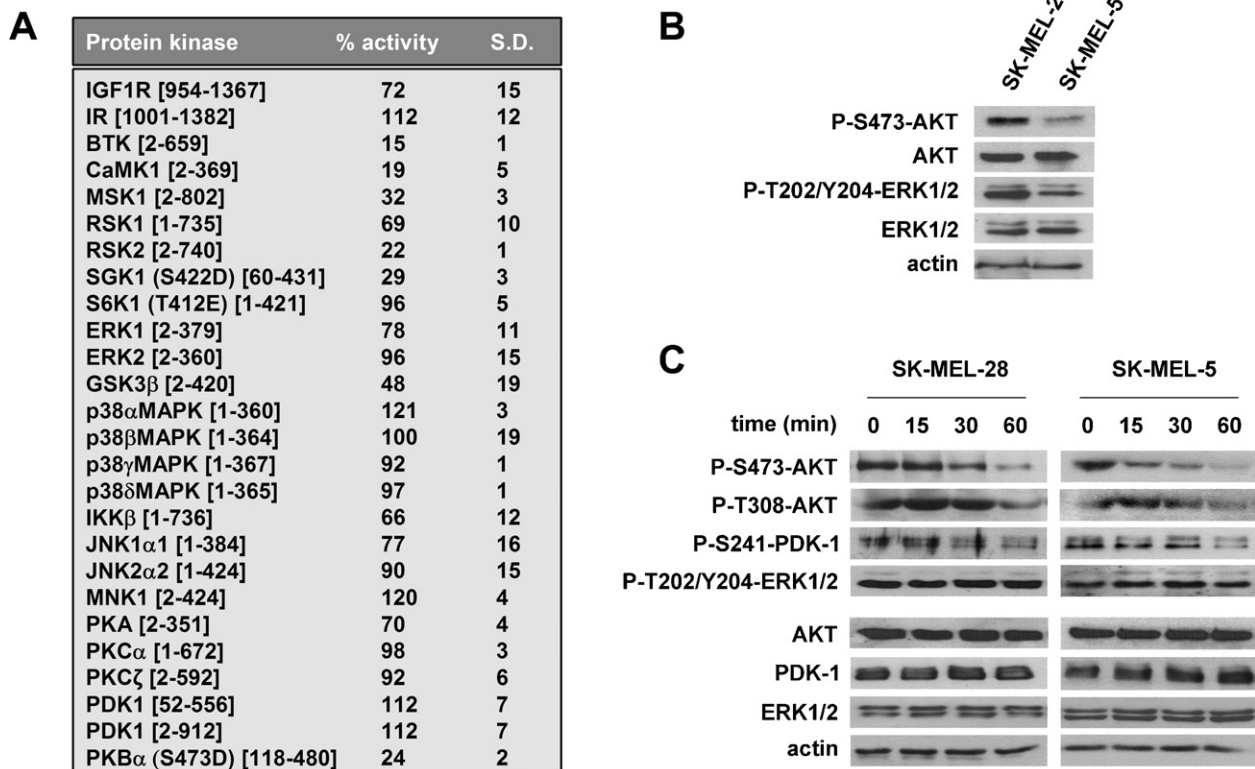 A
Protein kinase % activity S.D.
IGF1R [954-1367] 72 15
IR [1001-1382] 112 12
BTK [2-659] 15 1
CaMK1 [2-369] 19 5
MSK1 [2-802] 32 3
RSK1 [1-735] 69 10
RSK2 [2-740] 22 1
SGK1 (S422D) [60-431] 29 3
S6K1 (T412E) [1-421] 96 5
ERK1 [2-379] 78 11
ERK2 [2-360] 96 15
GSK3β [2-420] 48 19
p38αMAPK [1-360] 121 3
p38βMAPK [1-364] 100 19
p38γMAPK [1-367] 92 1
p38δMAPK [1-365] 97 1
IKKβ [1-736] 66 12
JNK1α1 [1-384] 77 16
JNK2α2 [1-424] 90 15
MNK1 [2-424] 120 4
PKA [2-351] 70 4
PKCα [1-672] 98 3
PKCζ [2-592] 92 6
PDK1 [52-556] 112 7
PDK1 [2-912] 112 7
PKBα (S473D) [118-480] 24 2
B
SK-MEL-2
SK-MEL-5
P-S473-AKT
AKT
P-T202/Y204-ERK1/2
ERK1/2
actin
C
SK-MEL-28 SK-MEL-5
time (min) 0 15 30 60 0 15 30 60
P-S473-AKT
P-T308-AKT
P-S241-PDK-1
P-T202/Y204-ERK1/2
AKT
PDK-1
ERK1/2
actin